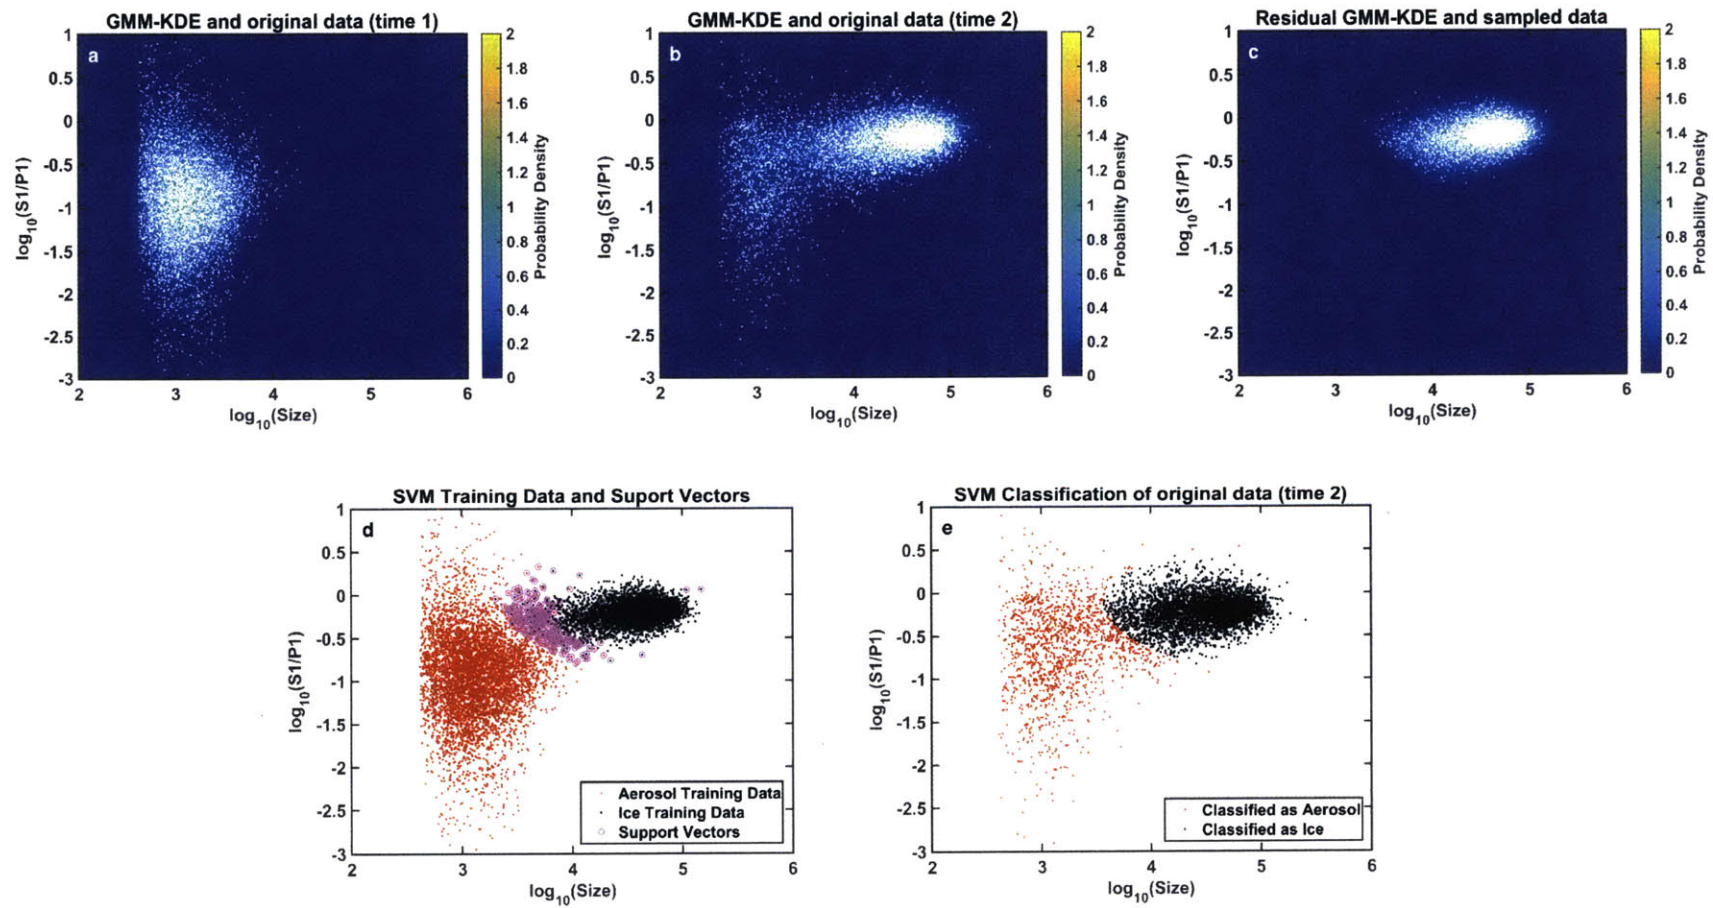 GMM-KDE and original data (time 1)
a
1
0.5
0
-0.5
-1
-1.5
-2
-2.5
-3
2 3 4 5 6
log10(Size)
log10(S1/P1)
2
1.8
1.6
1.4
1.2
1
0.8
0.6
0.4
0.2
0
Probability Density
GMM-KDE and original data (time 2)
b
1
0.5
0
-0.5
-1
-1.5
-2
-2.5
-3
2 3 4 5 6
log10(Size)
log10(S1/P1)
2
1.8
1.6
1.4
1.2
1
0.8
0.6
0.4
0.2
0
Probability Density
Residual GMM-KDE and sampled data
c
1
0.5
0
-0.5
-1
-1.5
-2
-2.5
-3
2 3 4 5 6
log10(Size)
log10(S1/P1)
2
1.8
1.6
1.4
1.2
1
0.8
0.6
0.4
0.2
0
Probability Density
SVM Training Data and Suport Vectors
d
1
0.5
0
-0.5
-1
-1.5
-2
-2.5
-3
2 3 4 5 6
log10(Size)
log10(S1/P1)
Aerosol Training Data
Ice Training Data
Support Vectors
SVM Classification of original data (time 2)
e
1
0.5
0
-0.5
-1
-1.5
-2
-2.5
-3
2 3 4 5 6
log10(Size)
log10(S1/P1)
Classified as Aerosol
Classified as Ice